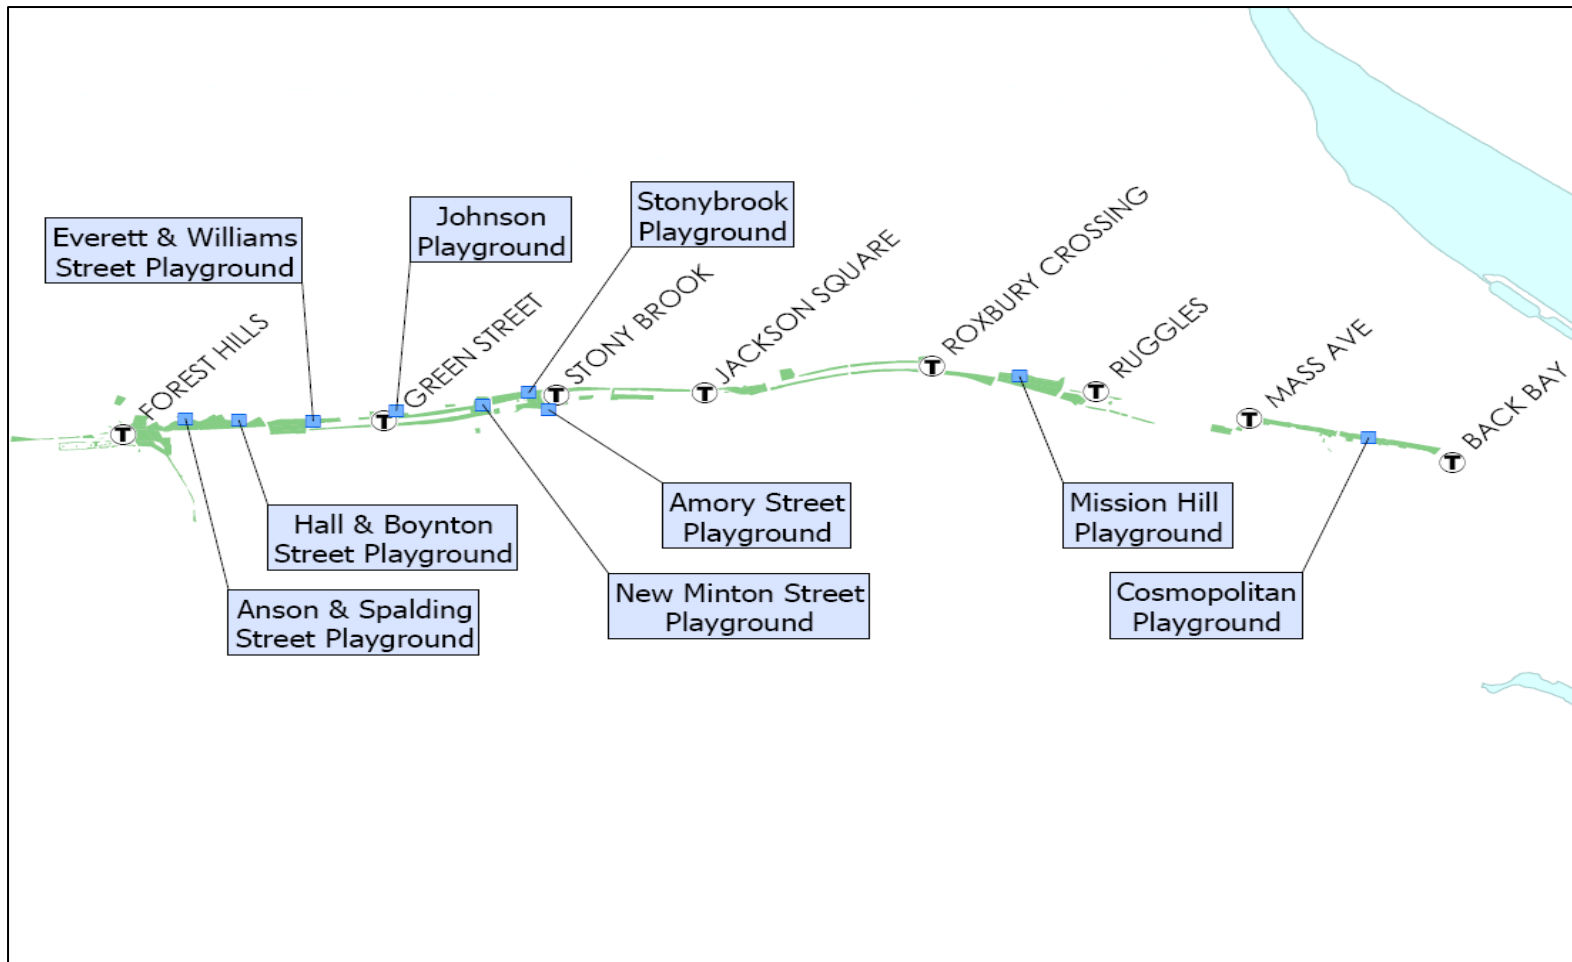 Everett & Williams
Street Playground
Johnson
Playground
Stonybrook
Playground
FOREST HILLS
GREEN STREET
STONY BROOK
JACKSON SQUARE
ROXBURY CROSSING
RUGGLES
MASS AVE
BACK BAY
T
T
T
T
T
T
T
T
Hall & Boynton
Street Playground
Anson & Spalding
Street Playground
Amory Street
Playground
New Minton Street
Playground
Mission Hill
Playground
Cosmopolitan
Playground